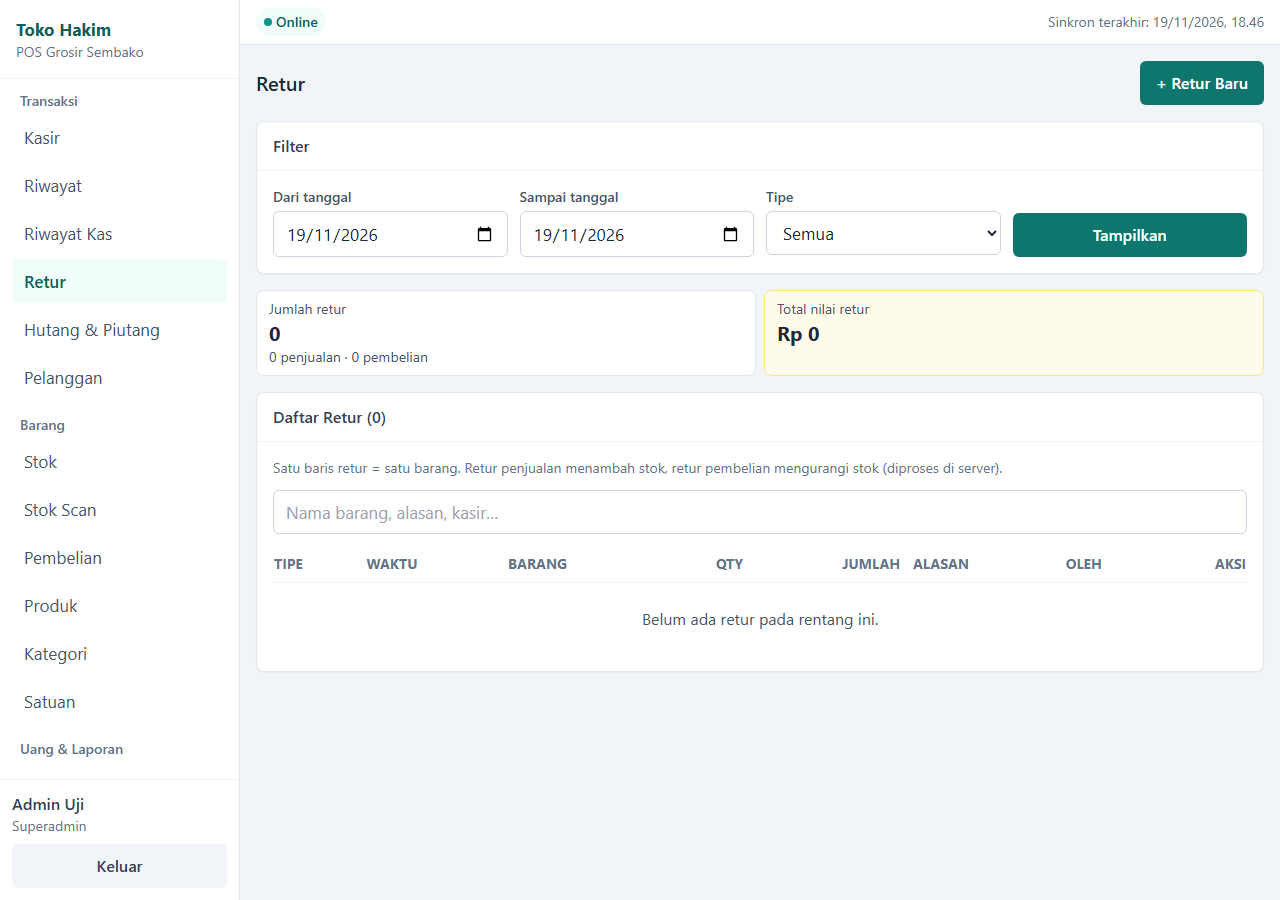 Toko Hakim
POS Grosir Sembako
Transaksi
Kasir
Riwayat
Riwayat Kas
Retur
Hutang & Piutang
Pelanggan
Barang
Stok
Stok Scan
Pembelian
Produk
Kategori
Satuan
Uang & Laporan
Admin Uji
Superadmin
Keluar
Online
Sinkron terakhir: 19/11/2026, 18.46
Retur
+ Retur Baru
Filter
Dari tanggal
19/11/2026
Sampai tanggal
19/11/2026
Tipe
Semua
Tampilkan
Jumlah retur
0
0 penjualan · 0 pembelian
Total nilai retur
Rp 0
Daftar Retur (0)
Satu baris retur = satu barang. Retur penjualan menambah stok, retur pembelian mengurangi stok (diproses di server).
Nama barang, alasan, kasir...
TIPE WAKTU BARANG QTY JUMLAH ALASAN OLEH AKSI
Belum ada retur pada rentang ini.